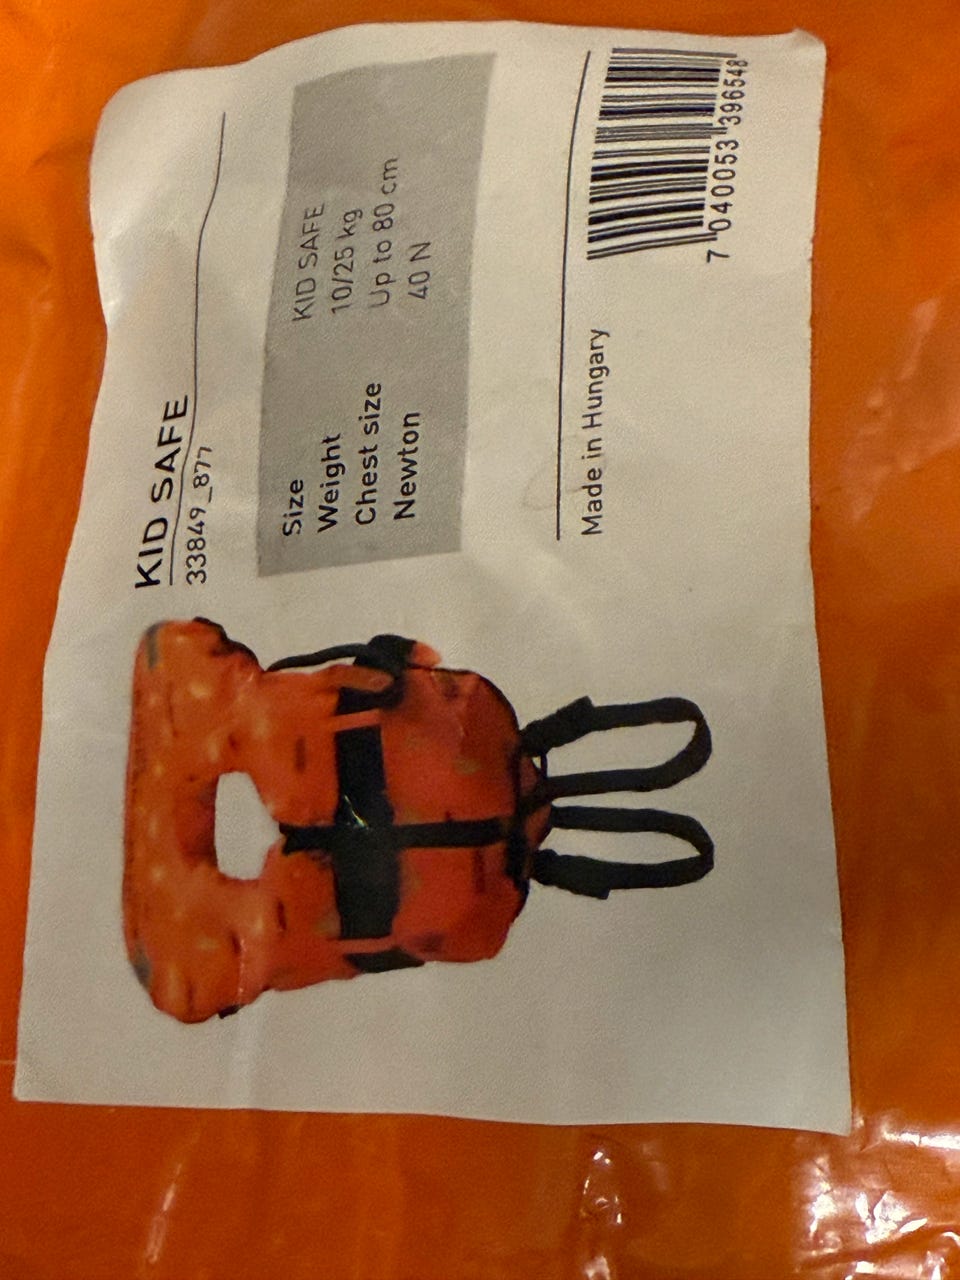 KID SAFE
33849_877
Size KID SAFE
Weight 10/25 kg
Chest size Up to 80 cm
Newton 40 N
Made in Hungary
7 040053 396548